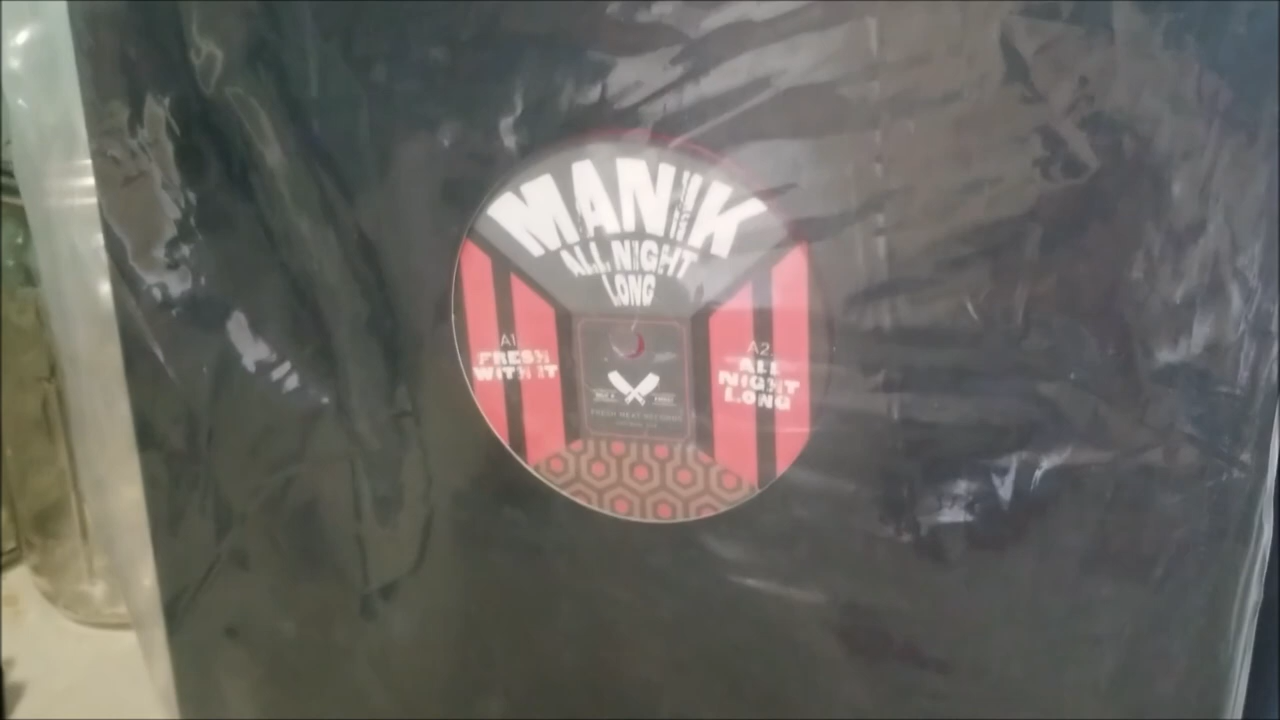 MANIK
ALL NIGHT
LONG
A1
FRESH
WITH IT
A2
ALL
NIGHT
LONG
FRESH MEAT RECORDS